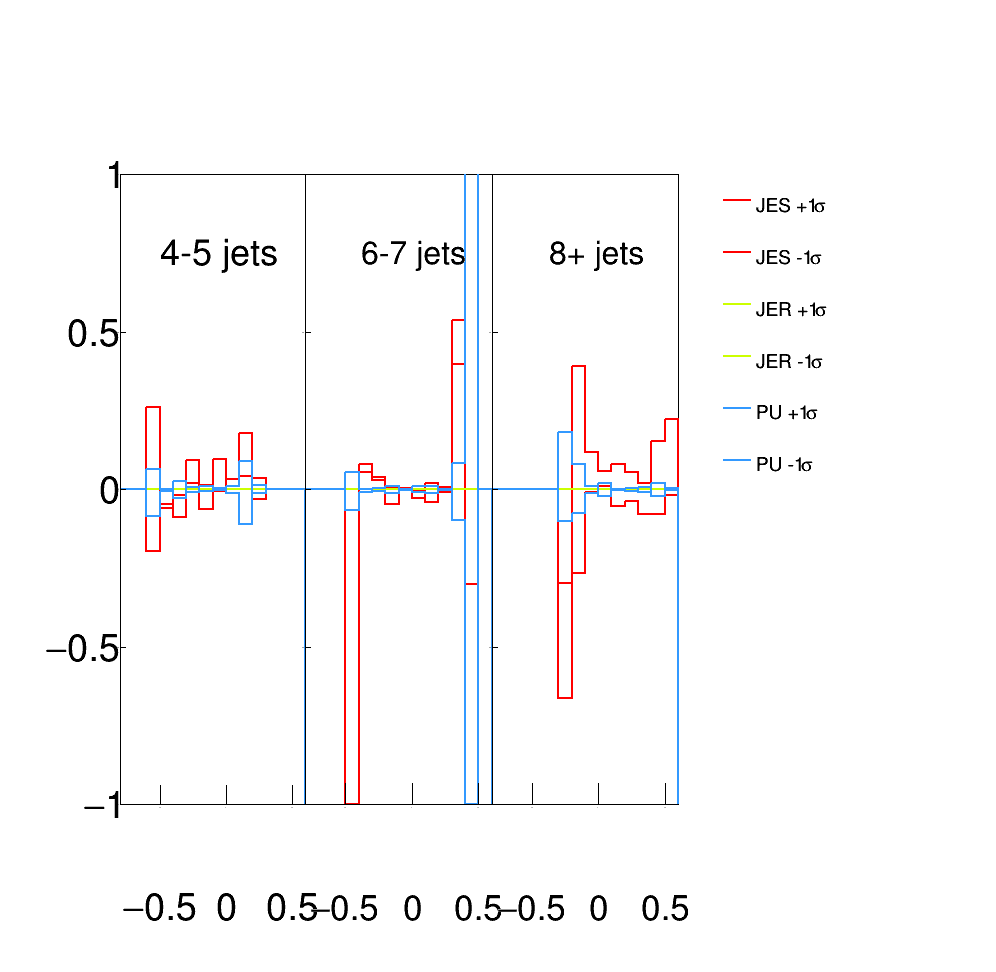 1
4-5 jets 6-7 jets 8+ jets
0.5
0
−0.5
−1
−0.5 0 0.5 −0.5 0 0.5 −0.5 0 0.5
JES +1σ
JES -1σ
JER +1σ
JER -1σ
PU +1σ
PU -1σ